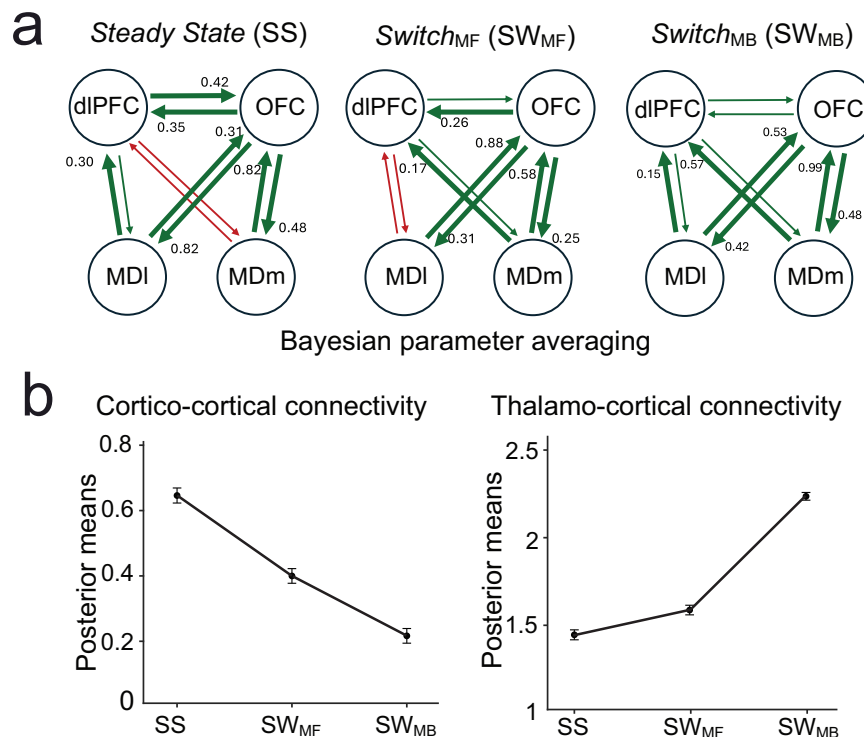 a
Steady State (SS)
Switch_MF (SW_MF)
Switch_MB (SW_MB)
dlPFC
OFC
MDl
MDm
0.42
0.35
0.31
0.30
0.82
0.82
0.48
dlPFC
OFC
MDl
MDm
0.26
0.88
0.17
0.58
0.31
0.25
dlPFC
OFC
MDl
MDm
0.53
0.15
0.57
0.99
0.42
0.48
Bayesian parameter averaging
b
Cortico-cortical connectivity
Posterior means
0.8
0.6
0.4
0.2
0
SS
SW_MF
SW_MB
Thalamo-cortical connectivity
Posterior means
2.5
2
1.5
1
SS
SW_MF
SW_MB